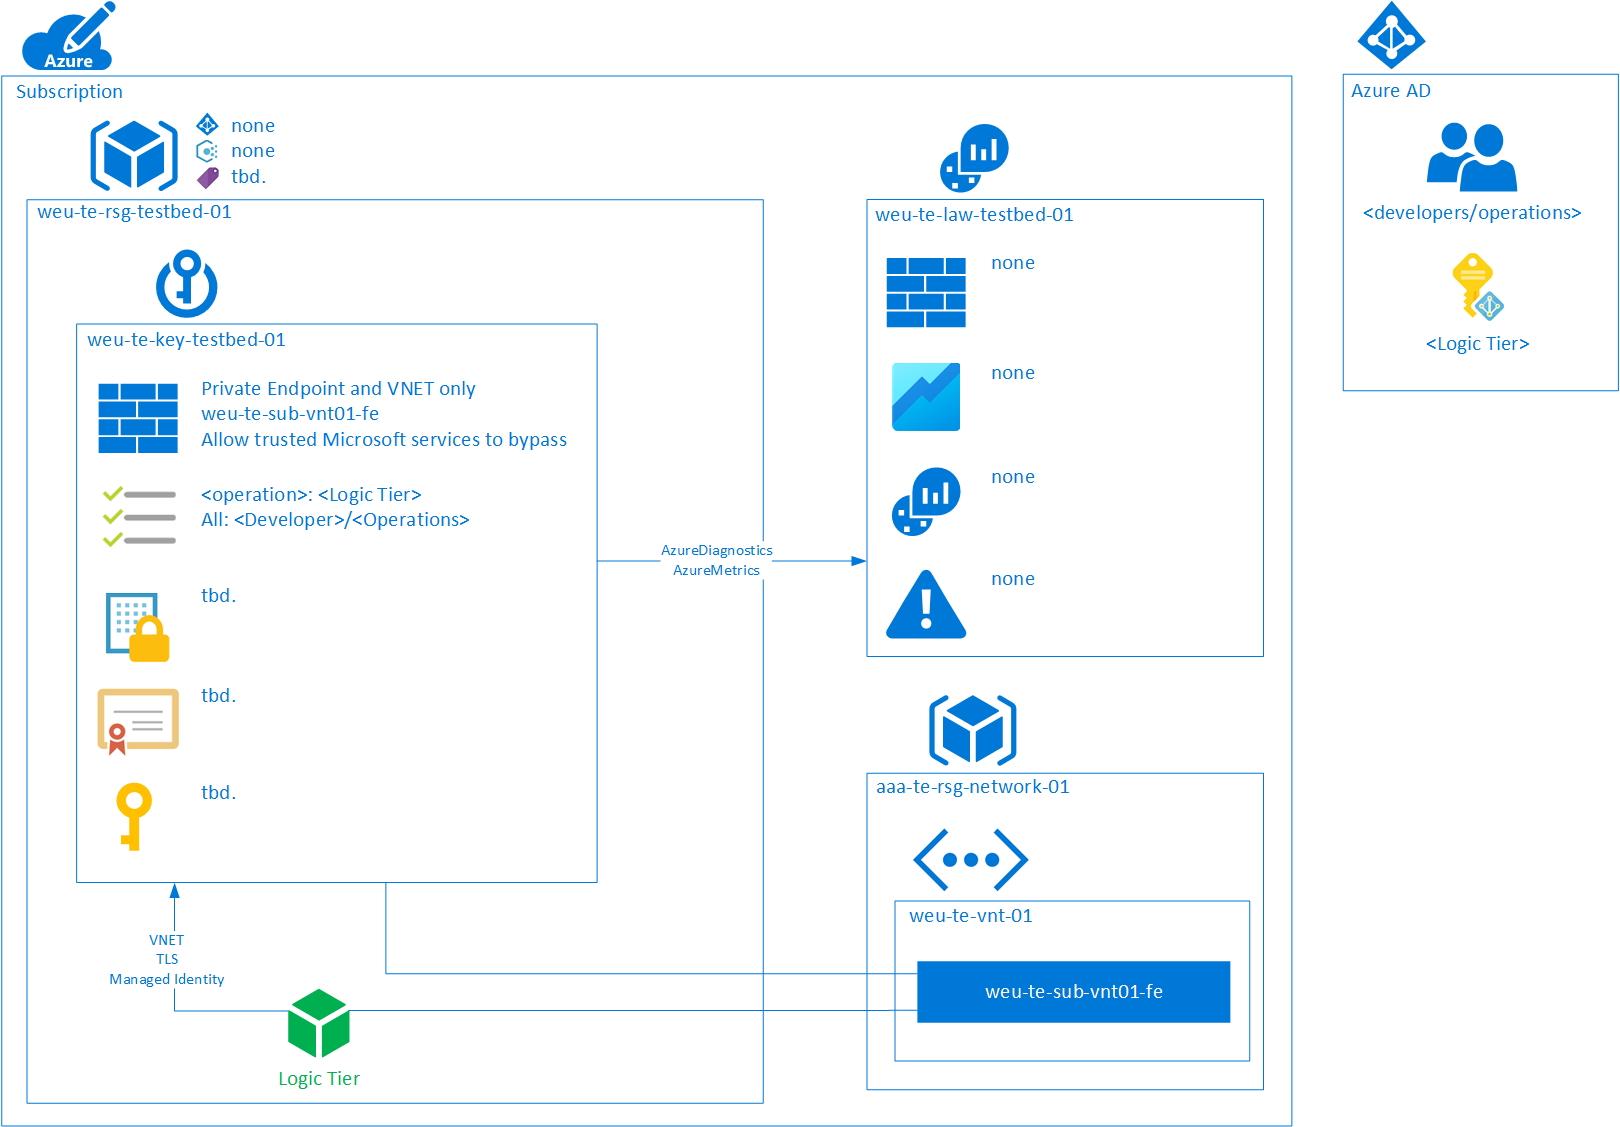 Azure
Subscription
none
none
tbd.
weu-te-rsg-testbed-01
weu-te-key-testbed-01
Private Endpoint and VNET only
weu-te-sub-vnt01-fe
Allow trusted Microsoft services to bypass
<operation>: <Logic Tier>
All: <Developer>/<Operations>
tbd.
tbd.
tbd.
VNET
TLS
Managed Identity
Logic Tier
AzureDiagnostics
AzureMetrics
weu-te-law-testbed-01
none
none
none
none
aaa-te-rsg-network-01
weu-te-vnt-01
weu-te-sub-vnt01-fe
Azure AD
<developers/operations>
<Logic Tier>